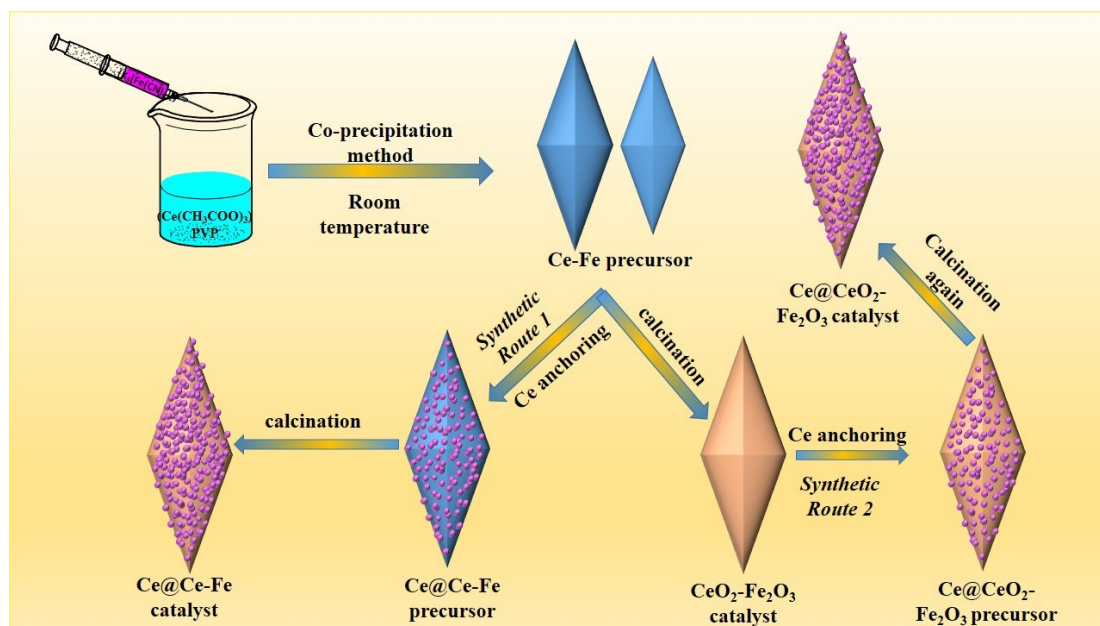 Fe(CN)
Co-precipitation
method
Room
temperature
(Ce(CH₃COO)₃)
PVP
Ce-Fe precursor
Calcination
again
Ce@CeO₂-
Fe₂O₃ catalyst
Synthetic
Route 1
Ce anchoring
calcination
calcination
Ce anchoring
Synthetic
Route 2
Ce@Ce-Fe
catalyst
Ce@Ce-Fe
precursor
CeO₂-Fe₂O₃
catalyst
Ce@CeO₂-
Fe₂O₃ precursor